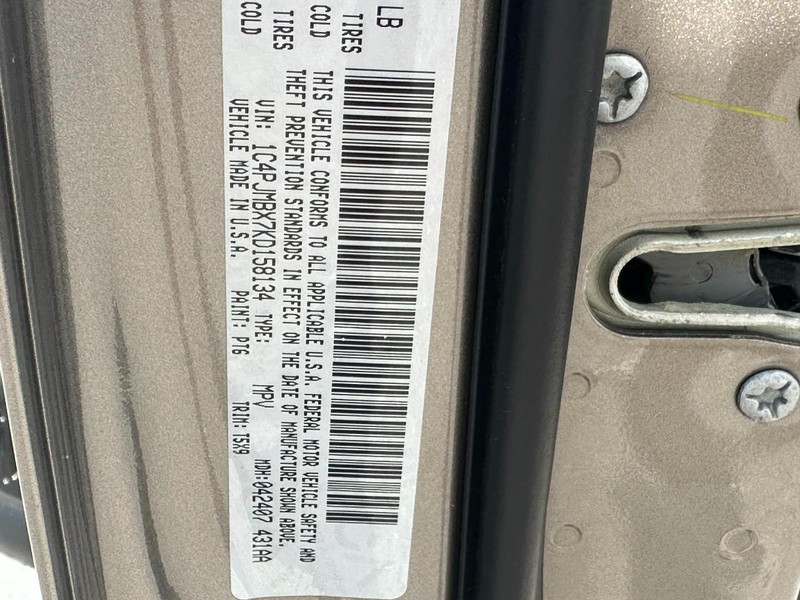 LB
TIRES COLD
TIRES COLD
THIS VEHICLE CONFORMS TO ALL APPLICABLE U.S.A. FEDERAL MOTOR VEHICLE SAFETY AND
THEFT PREVENTION STANDARDS IN EFFECT ON THE DATE OF MANUFACTURE SHOWN ABOVE.
VIN: 1C4PJMBX7KD158134 TYPE: MPV MDH:042407 431AA
VEHICLE MADE IN U.S.A. PAINT: PT6 TRIM: T5X9